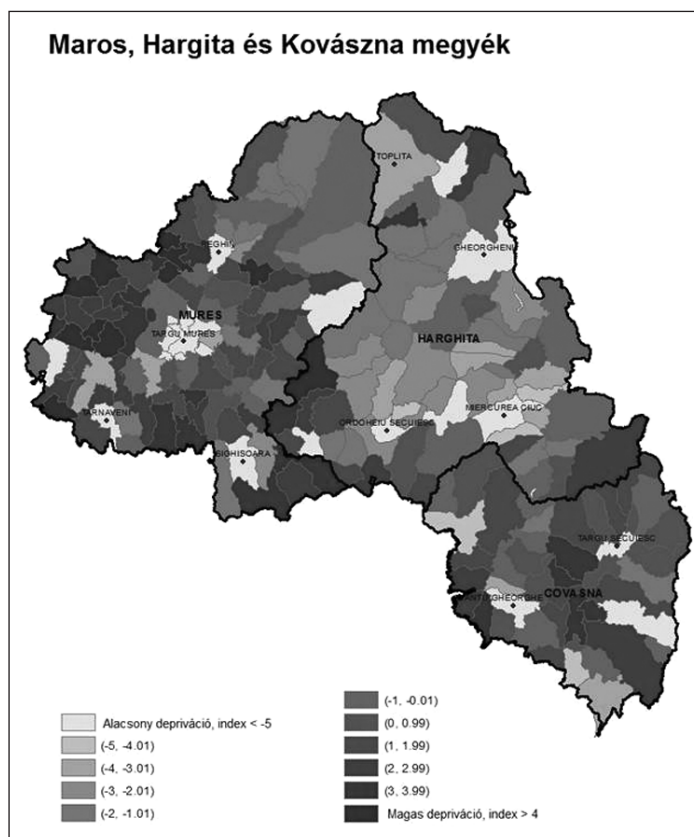 Maros, Hargita és Kovászna megyék
TOPLITA
REGHIN
GHEORGHENI
MURES
TARGU MURES
HARGHITA
TARNAVENI
ODORHEIU SECUIESC
MIERCUREA CIUC
SIGHISOARA
TARGU SECUIESC
SFANTU GHEORGHE
COVASNA
Alacsony depriváció, index < -5
(-5, -4.01)
(-4, -3.01)
(-3, -2.01)
(-2, -1.01)
(-1, -0.01)
(0, 0.99)
(1, 1.99)
(2, 2.99)
(3, 3.99)
Magas depriváció, index > 4